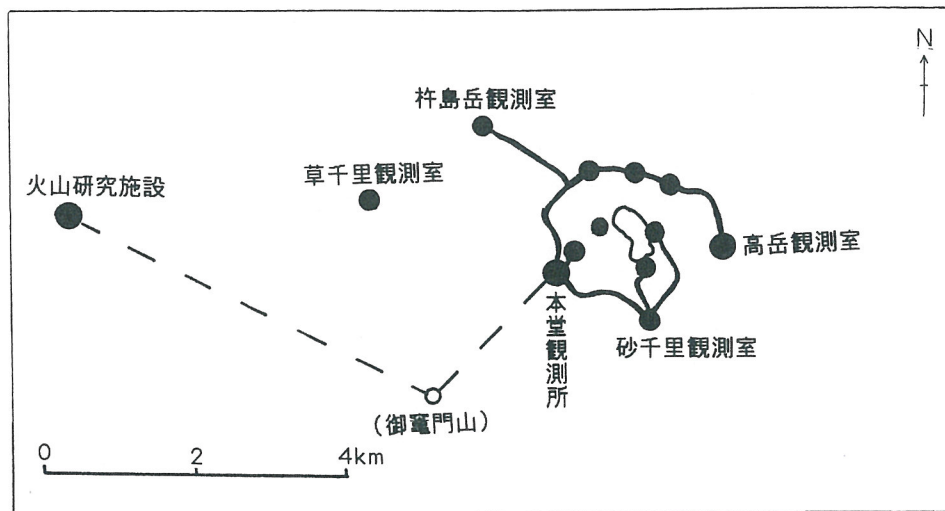 N
杵島岳観測室
草千里観測室
火山研究施設
高岳観測室
本堂観測所
砂千里観測室
(御竈門山)
0 2 4km